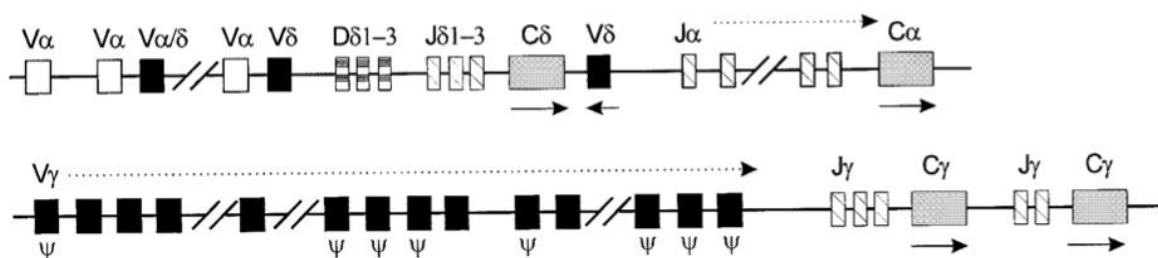 Vα Vα Vα/δ Vα Vδ Dδ1–3 Jδ1–3 Cδ Vδ Jα Cα
Vγ Jγ Cγ Jγ Cγ
ψ ψ ψ ψ ψ ψ ψ ψ